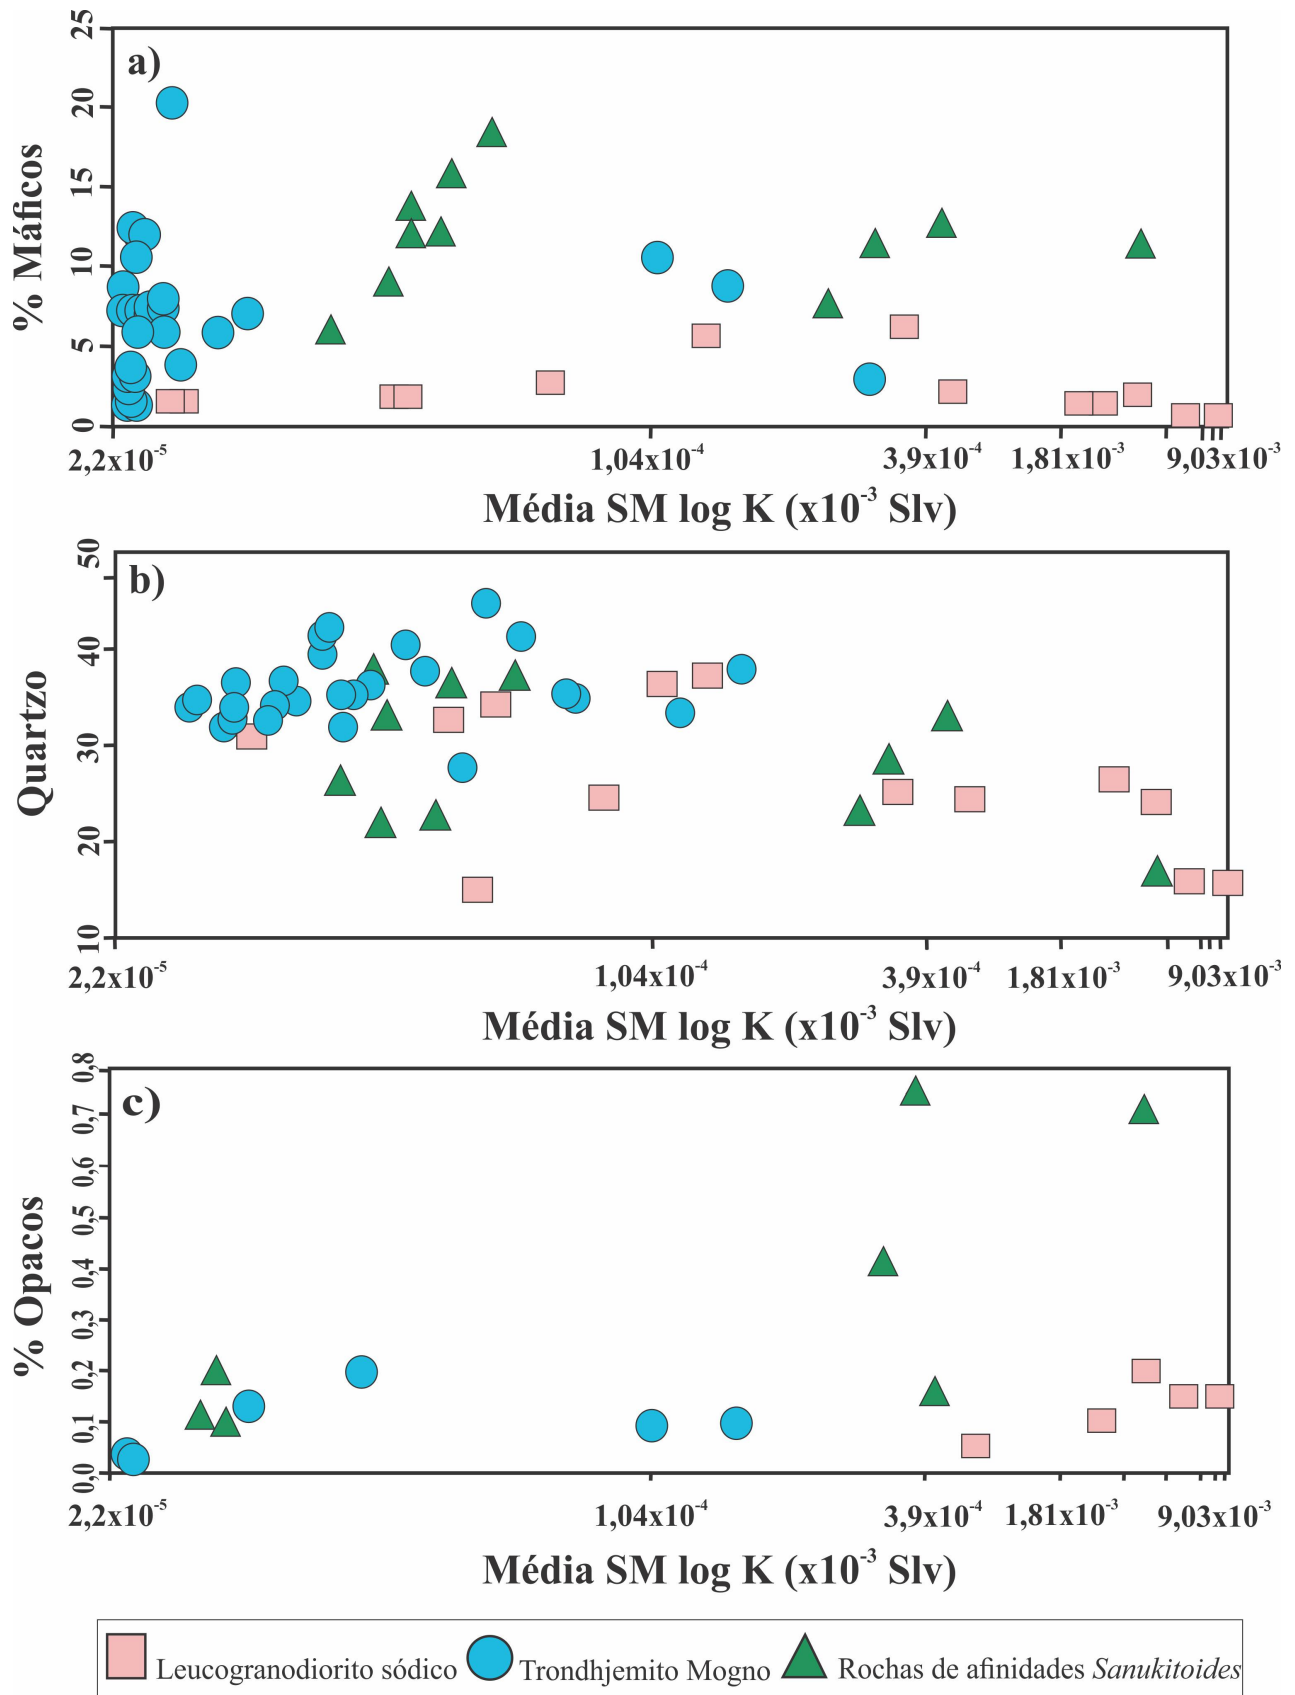 a)
% Máficos
25
20
15
10
5
0
2,2x10⁻⁵ 1,04x10⁻⁴ 3,9x10⁻⁴ 1,81x10⁻³ 9,03x10⁻³
Média SM log K (x10⁻³ SIv)
b)
Quartzo
50
40
30
20
10
2,2x10⁻⁵ 1,04x10⁻⁴ 3,9x10⁻⁴ 1,81x10⁻³ 9,03x10⁻³
Média SM log K (x10⁻³ SIv)
c)
% Opacos
0,8
0,7
0,6
0,5
0,4
0,3
0,2
0,1
0,0
2,2x10⁻⁵ 1,04x10⁻⁴ 3,9x10⁻⁴ 1,81x10⁻³ 9,03x10⁻³
Média SM log K (x10⁻³ SIv)
Leucogranodiorito sódico Trondhjemito Mogno Rochas de afinidades Sanukitoides